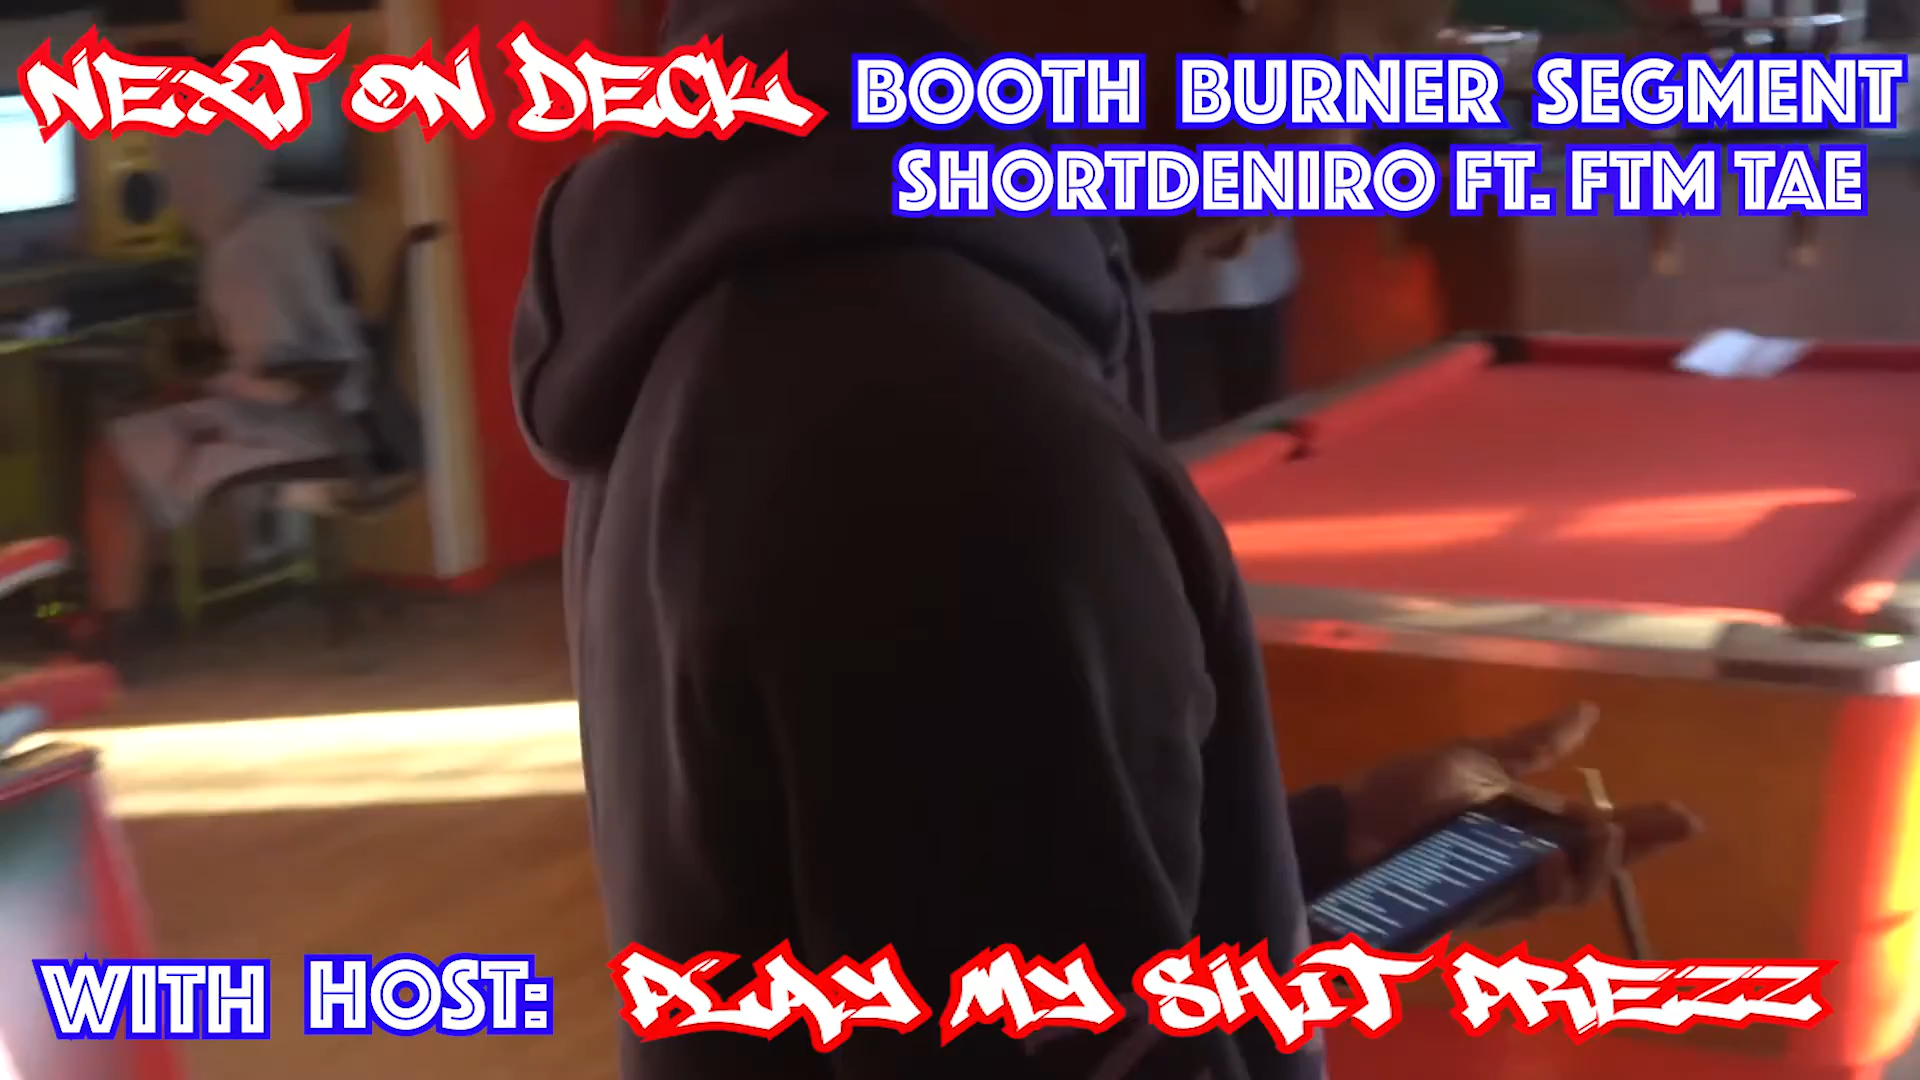 NEXT ON DECK
BOOTH BURNER SEGMENT
SHORTDENIRO FT. FTM TAE
WITH HOST: PLAY MY SHIT PREZZ